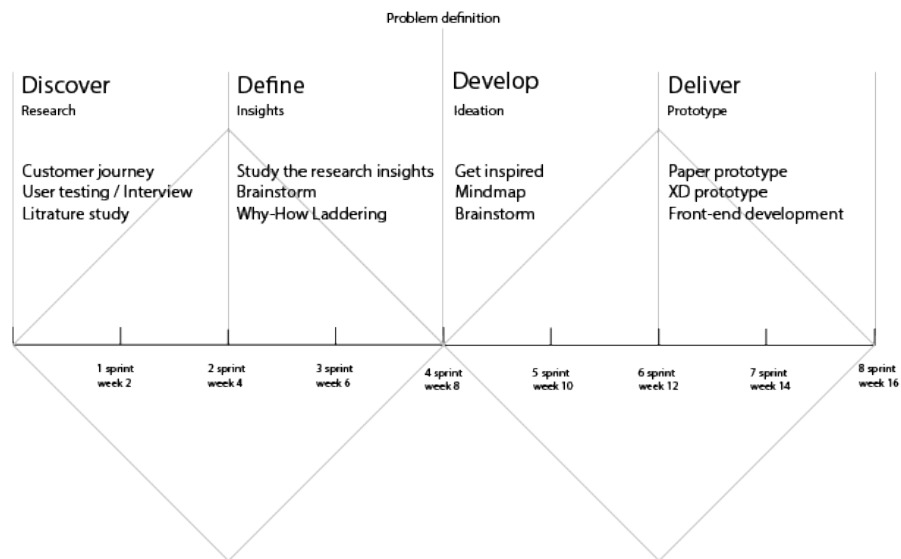 Problem definition
Discover
Research
Customer journey
User testing / Interview
Litrature study
Define
Insights
Study the research insights
Brainstorm
Why-How Laddering
Develop
Ideation
Get inspired
Mindmap
Brainstorm
Deliver
Prototype
Paper prototype
XD prototype
Front-end development
1 sprint
week 2
2 sprint
week 4
3 sprint
week 6
4 sprint
week 8
5 sprint
week 10
6 sprint
week 12
7 sprint
week 14
8 sprint
week 16